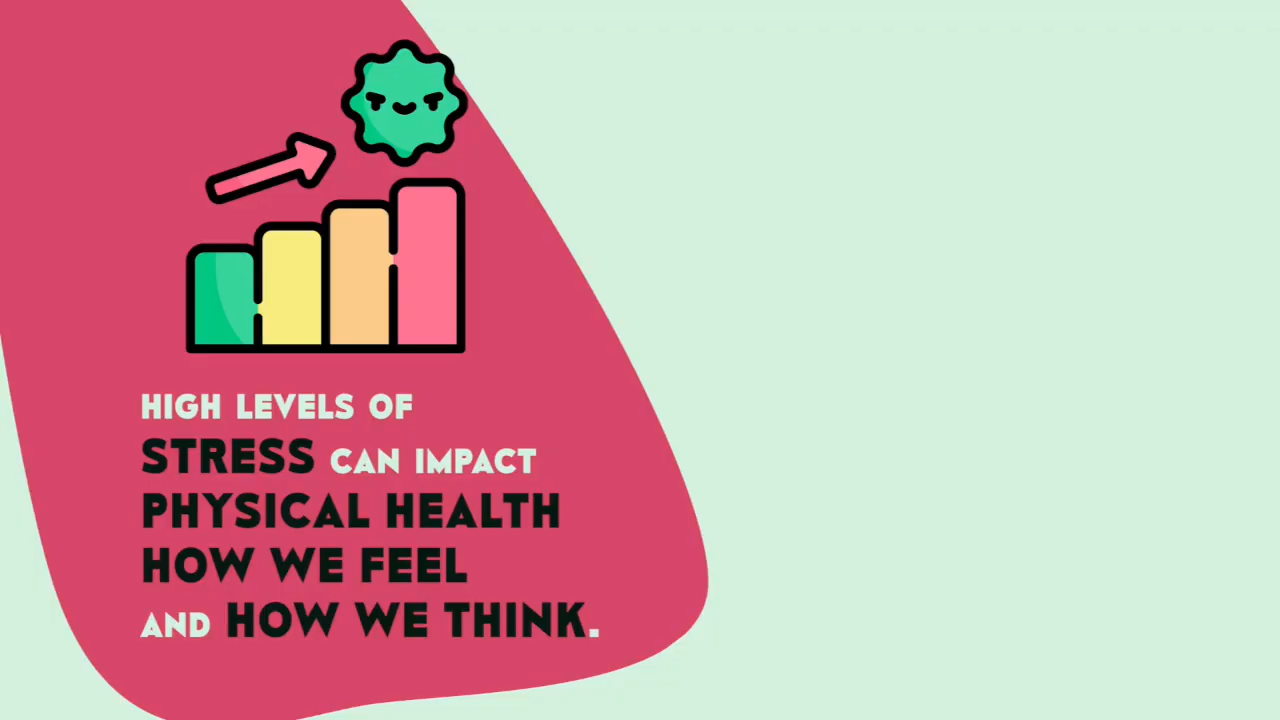 HIGH LEVELS OF
STRESS CAN IMPACT
PHYSICAL HEALTH
HOW WE FEEL
AND HOW WE THINK.